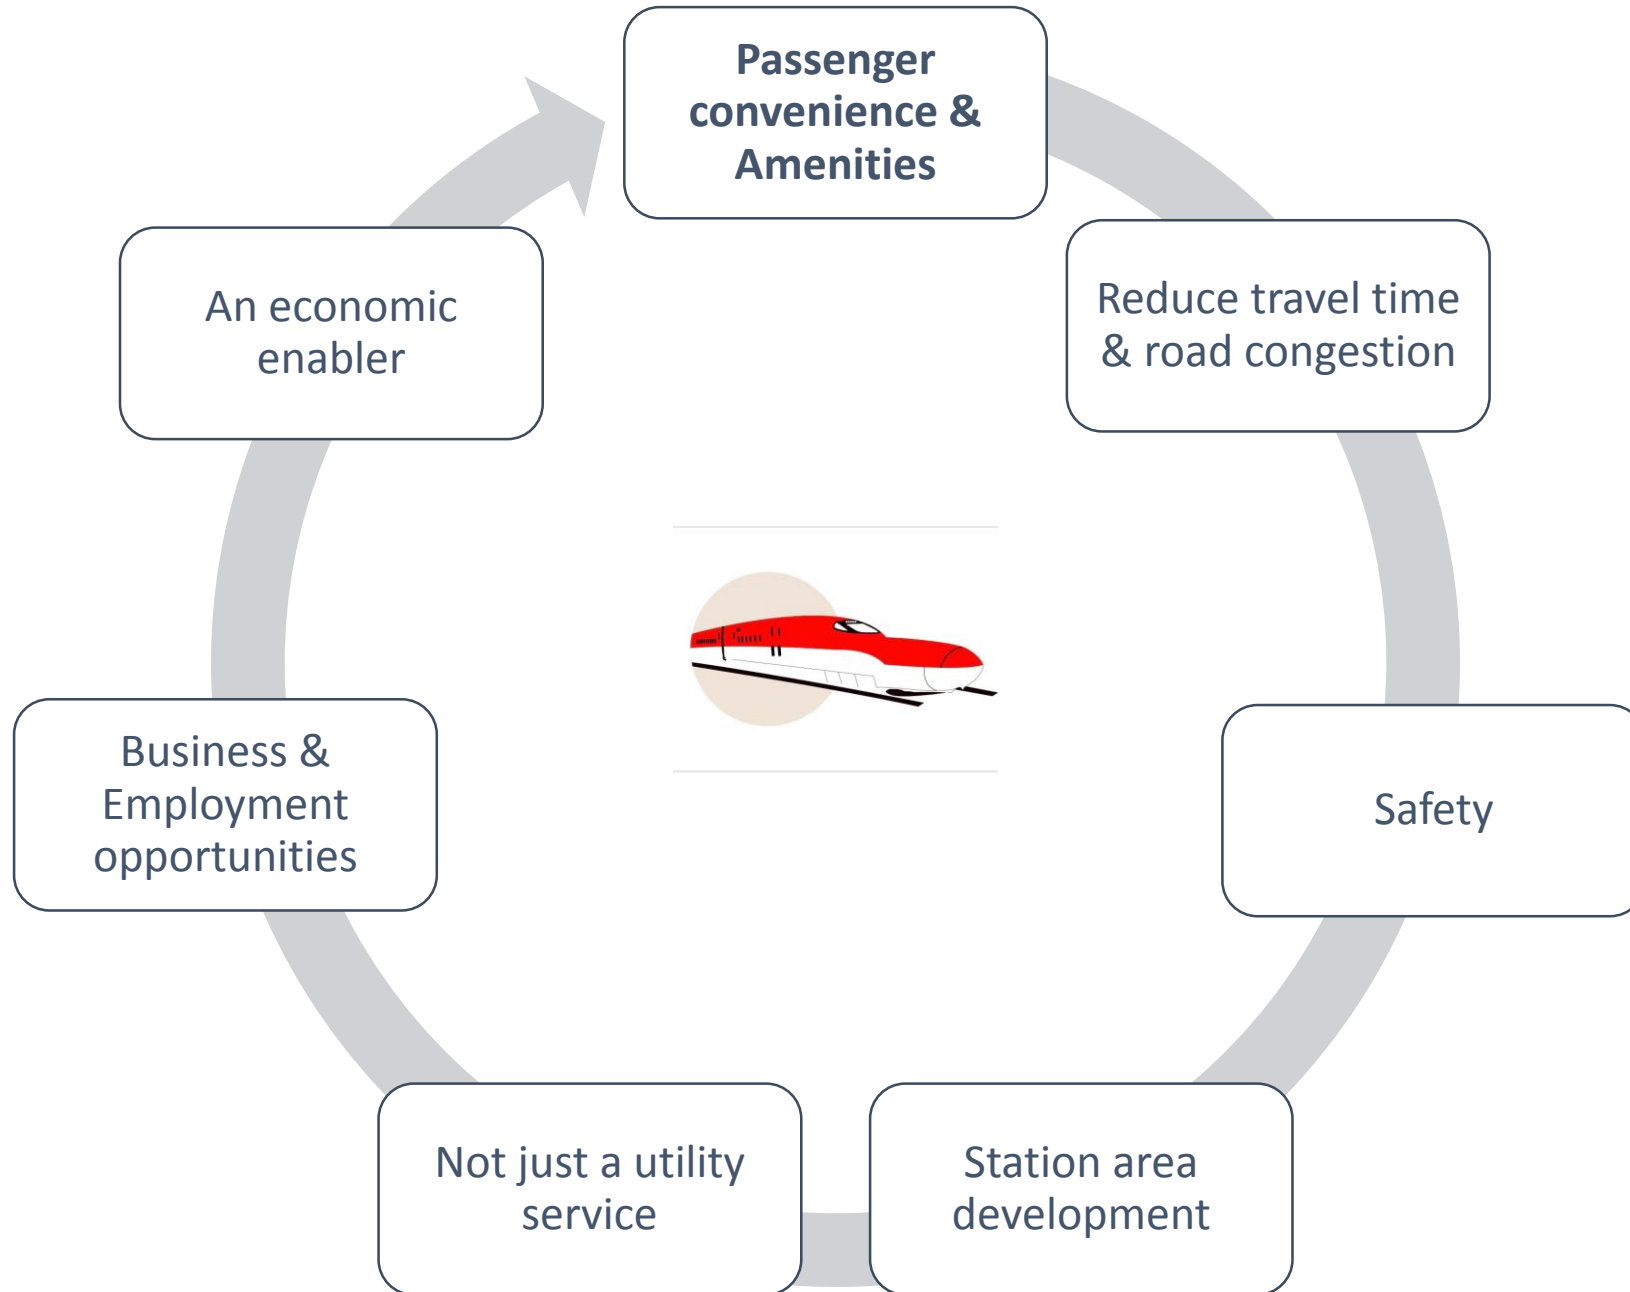 Passenger
convenience &
Amenities
Reduce travel time
& road congestion
Safety
Station area
development
Not just a utility
service
Business &
Employment
opportunities
An economic
enabler